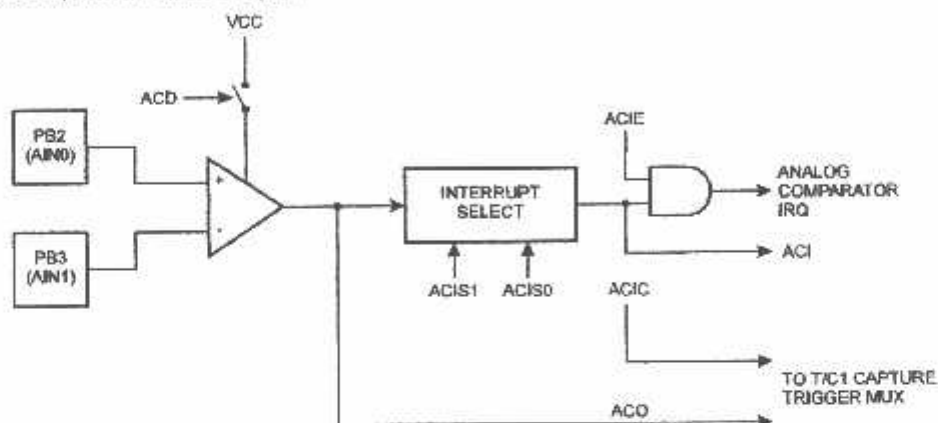 VCC
ACD
PB2
(AIN0)
+
-
PB3
(AIN1)
INTERRUPT
SELECT
ACIS1 ACIS0
ACIE
ANALOG
COMPARATOR
IRQ
ACI
ACIC
TO T/C1 CAPTURE
TRIGGER MUX
ACO